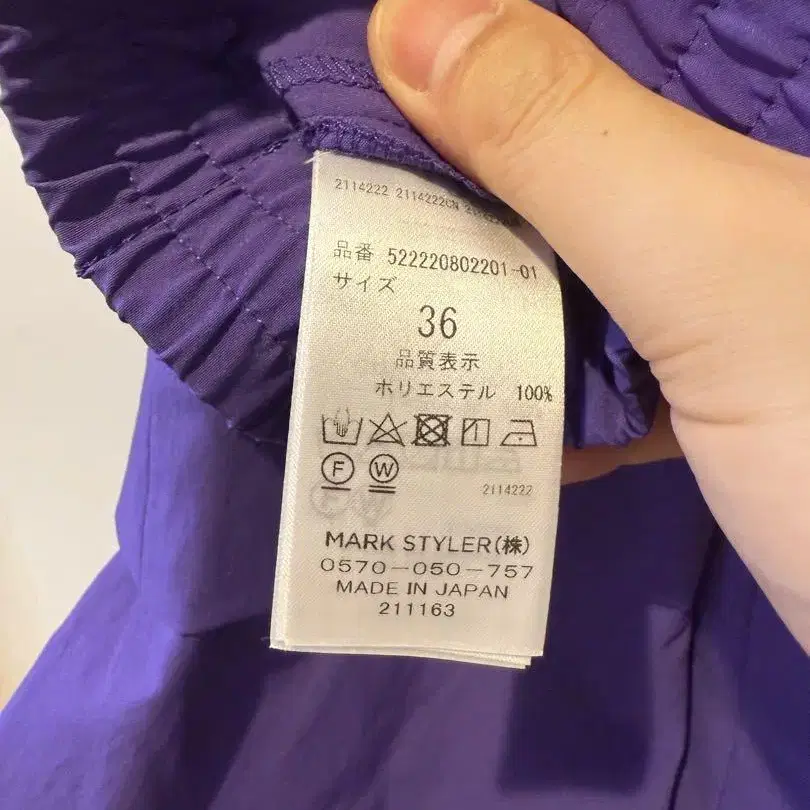 2114222 2114222CN
品番 522220802201-01
サイズ
36
品質表示
ポリエステル 100%
F W
2114222
MARK STYLER(株)
0570-050-757
MADE IN JAPAN
211163